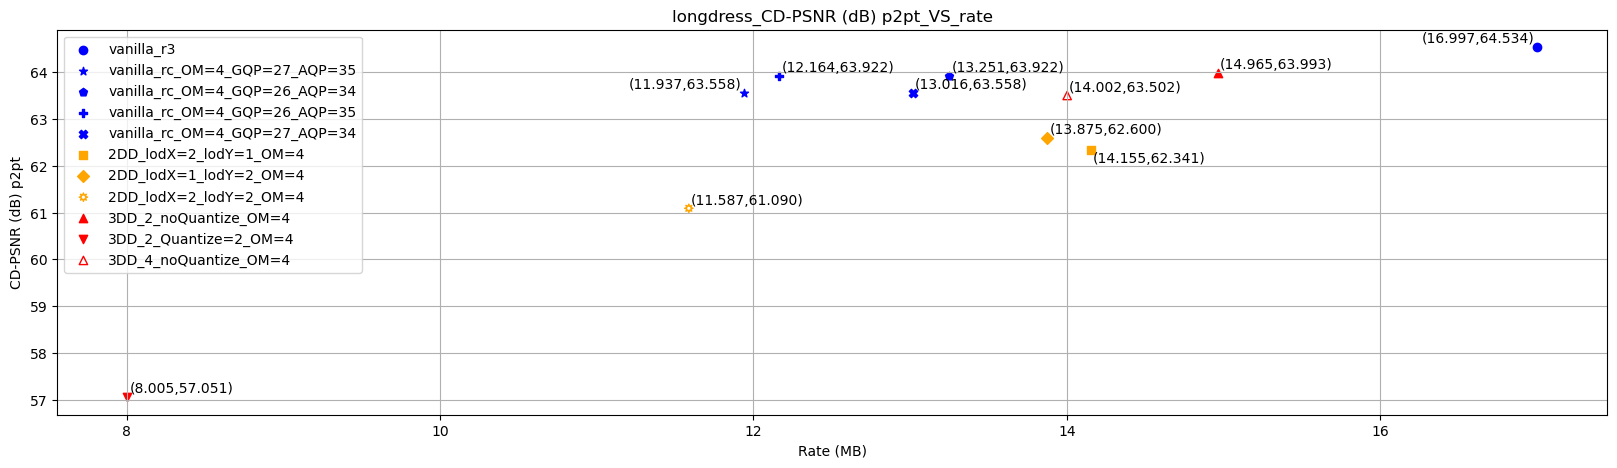 longdress_CD-PSNR (dB) p2pt_VS_rate
vanilla_r3
vanilla_rc_OM=4_GQP=27_AQP=35
vanilla_rc_OM=4_GQP=26_AQP=34
vanilla_rc_OM=4_GQP=26_AQP=35
vanilla_rc_OM=4_GQP=27_AQP=34
2DD_lodX=2_lodY=1_OM=4
2DD_lodX=1_lodY=2_OM=4
2DD_lodX=2_lodY=2_OM=4
3DD_2_noQuantize_OM=4
3DD_2_Quantize=2_OM=4
3DD_4_noQuantize_OM=4
(16.997,64.534)
(11.937,63.558)
(12.164,63.922)
(13.251,63.922)
(13.016,63.558)
(14.965,63.993)
(14.002,63.502)
(13.875,62.600)
(14.155,62.341)
(11.587,61.090)
(8.005,57.051)
CD-PSNR (dB) p2pt
64
63
62
61
60
59
58
57
8
10
12
14
16
Rate (MB)